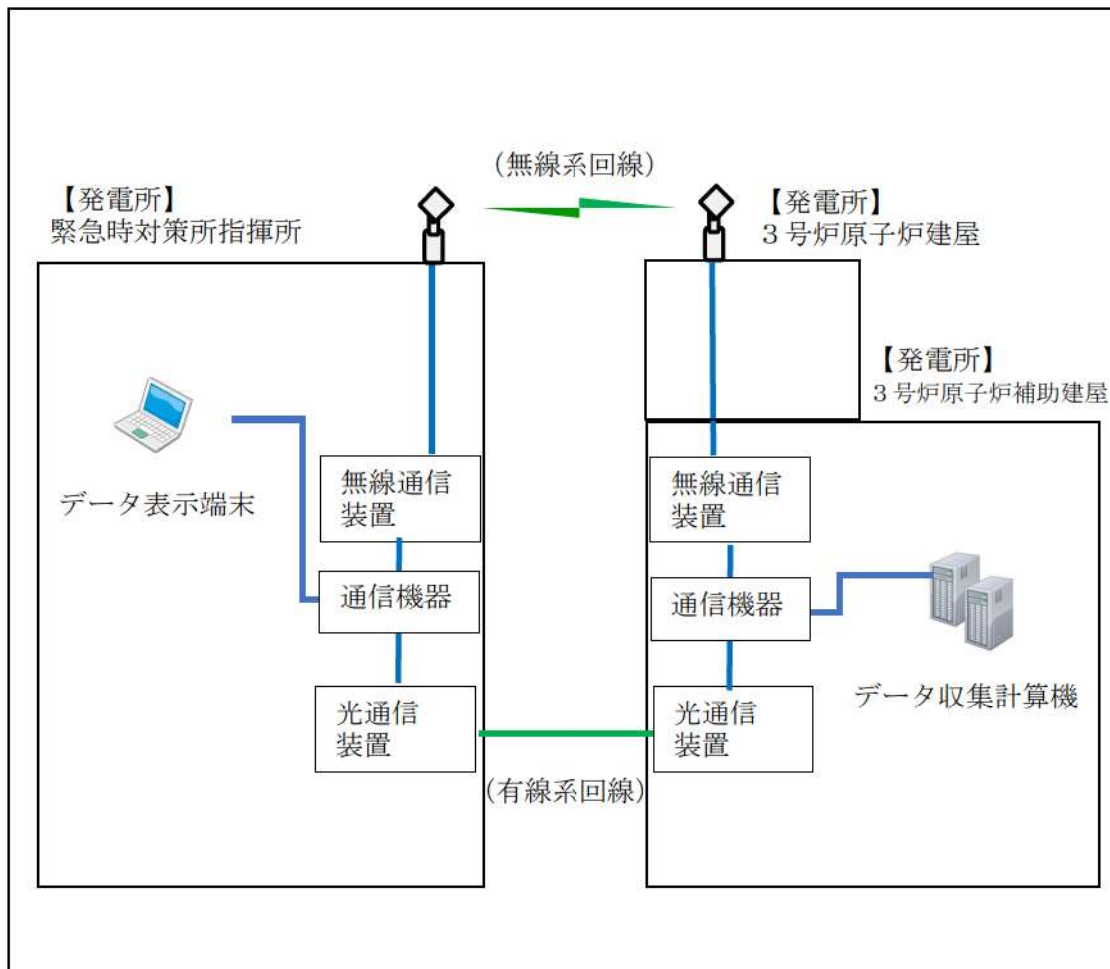 (無線系回線)
【発電所】
緊急時対策所指揮所
【発電所】
３号炉原子炉建屋
【発電所】
３号炉原子炉補助建屋
データ表示端末
無線通信
装置
通信機器
光通信
装置
無線通信
装置
通信機器
光通信
装置
データ収集計算機
(有線系回線)